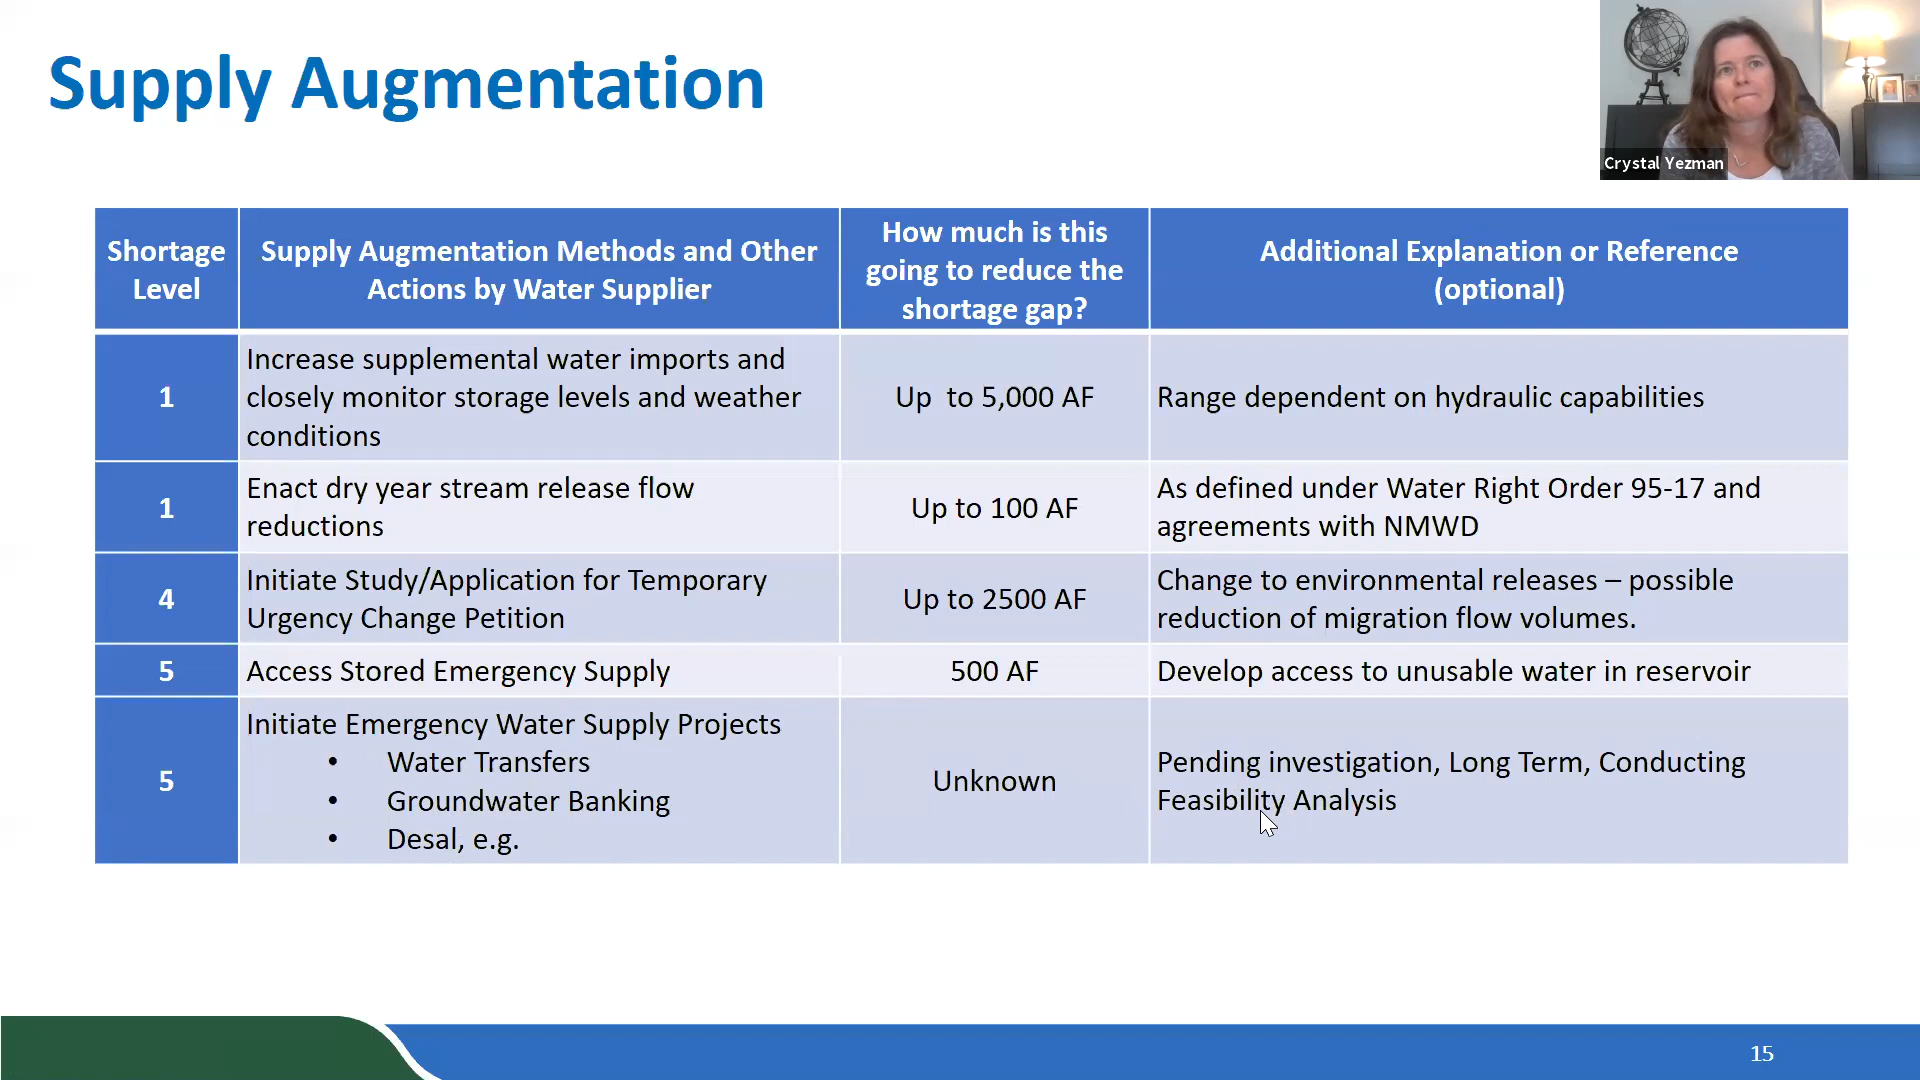 Supply Augmentation
Crystal Yezman
Shortage
Level
Supply Augmentation Methods and Other
Actions by Water Supplier
How much is this
going to reduce the
shortage gap?
Additional Explanation or Reference
(optional)
1
Increase supplemental water imports and
closely monitor storage levels and weather
conditions
Up to 5,000 AF
Range dependent on hydraulic capabilities
1
Enact dry year stream release flow
reductions
Up to 100 AF
As defined under Water Right Order 95-17 and
agreements with NMWD
4
Initiate Study/Application for Temporary
Urgency Change Petition
Up to 2500 AF
Change to environmental releases – possible
reduction of migration flow volumes.
5
Access Stored Emergency Supply
500 AF
Develop access to unusable water in reservoir
5
Initiate Emergency Water Supply Projects
• Water Transfers
• Groundwater Banking
• Desal, e.g.
Unknown
Pending investigation, Long Term, Conducting
Feasibility Analysis
15